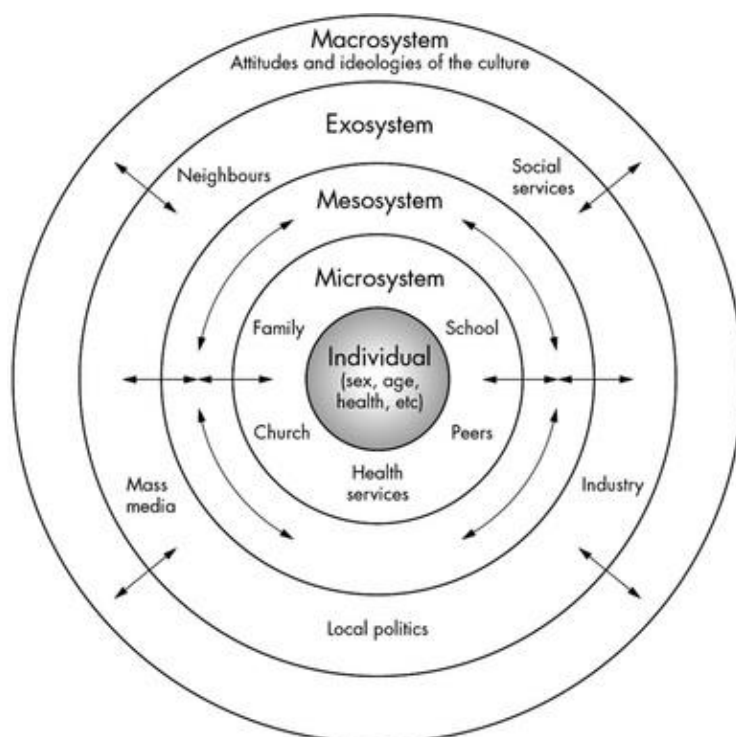 Macrosystem
Attitudes and ideologies of the culture
Exosystem
Neighbours
Social
services
Mesosystem
Microsystem
Family
School
Individual
(sex, age,
health, etc)
Church
Peers
Health
services
Mass
media
Industry
Local politics